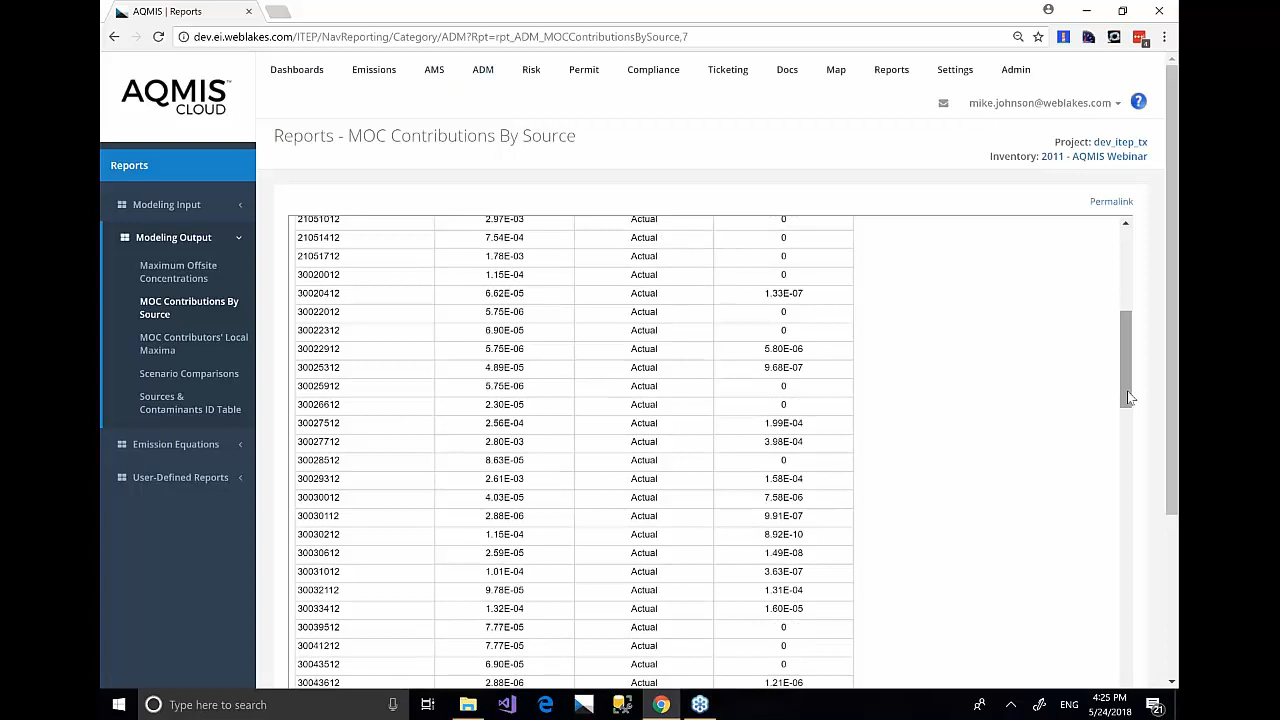 AQMIS | Reports
dev.ei.weblakes.com/ITEP/NavReporting/Category/ADM?Rpt=rpt_ADM_MOCContributionsBySource,7
AQMIS™
CLOUD
Dashboards Emissions AMS ADM Risk Permit Compliance Ticketing Docs Map Reports Settings Admin
mike.johnson@weblakes.com
Reports - MOC Contributions By Source
Project: dev_itep_tx
Inventory: 2011 - AQMIS Webinar
Reports
Modeling Input
Modeling Output
Maximum Offsite
Concentrations
MOC Contributions By
Source
MOC Contributors' Local
Maxima
Scenario Comparisons
Sources &
Contaminants ID Table
Emission Equations
User-Defined Reports
Permalink
21051012 2.97E-03 Actual 0
21051412 7.54E-04 Actual 0
21051712 1.78E-03 Actual 0
30020012 1.15E-04 Actual 0
30020412 6.62E-05 Actual 1.33E-07
30022012 5.75E-06 Actual 0
30022312 6.90E-05 Actual 0
30022912 5.75E-06 Actual 5.80E-06
30025312 4.89E-05 Actual 9.68E-07
30025912 5.75E-06 Actual 0
30026612 2.30E-05 Actual 0
30027512 2.56E-04 Actual 1.99E-04
30027712 2.80E-03 Actual 3.98E-04
30028512 8.63E-05 Actual 0
30029312 2.61E-03 Actual 1.58E-04
30030012 4.03E-05 Actual 7.58E-06
30030112 2.88E-06 Actual 9.91E-07
30030212 1.15E-04 Actual 8.92E-10
30030612 2.59E-05 Actual 1.49E-08
30031012 1.01E-04 Actual 3.63E-07
30032112 9.78E-05 Actual 1.31E-04
30033412 1.32E-04 Actual 1.60E-05
30039512 7.77E-05 Actual 0
30041212 7.77E-05 Actual 0
30043512 6.90E-05 Actual 0
30043612 2.88E-06 Actual 1.21E-06
Type here to search
ENG
4:25 PM
5/24/2018
21